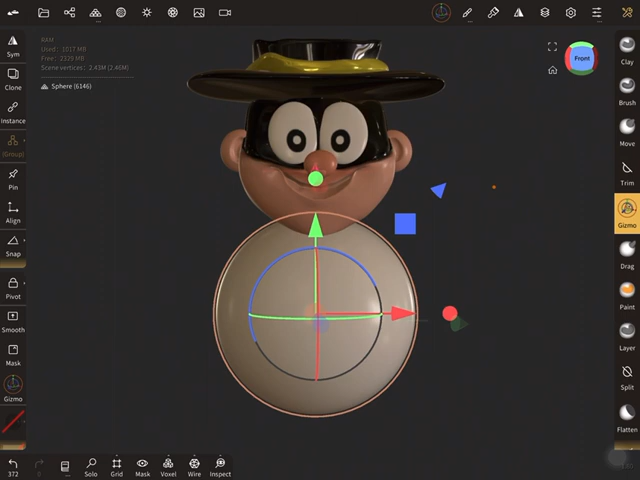 RAM
Used : 1017 MB
Free : 2329 MB
Scene vertices : 2.43M (2.46M)
Sphere (6146)
Front
Sym
Clone
Instance
(Group)
Pin
Align
Snap
Pivot
Smooth
Mask
Gizmo
Clay
Brush
Move
Trim
Gizmo
Drag
Paint
Layer
Split
Flatten
372
0
Solo
Grid
Mask
Voxel
Wire
Inspect